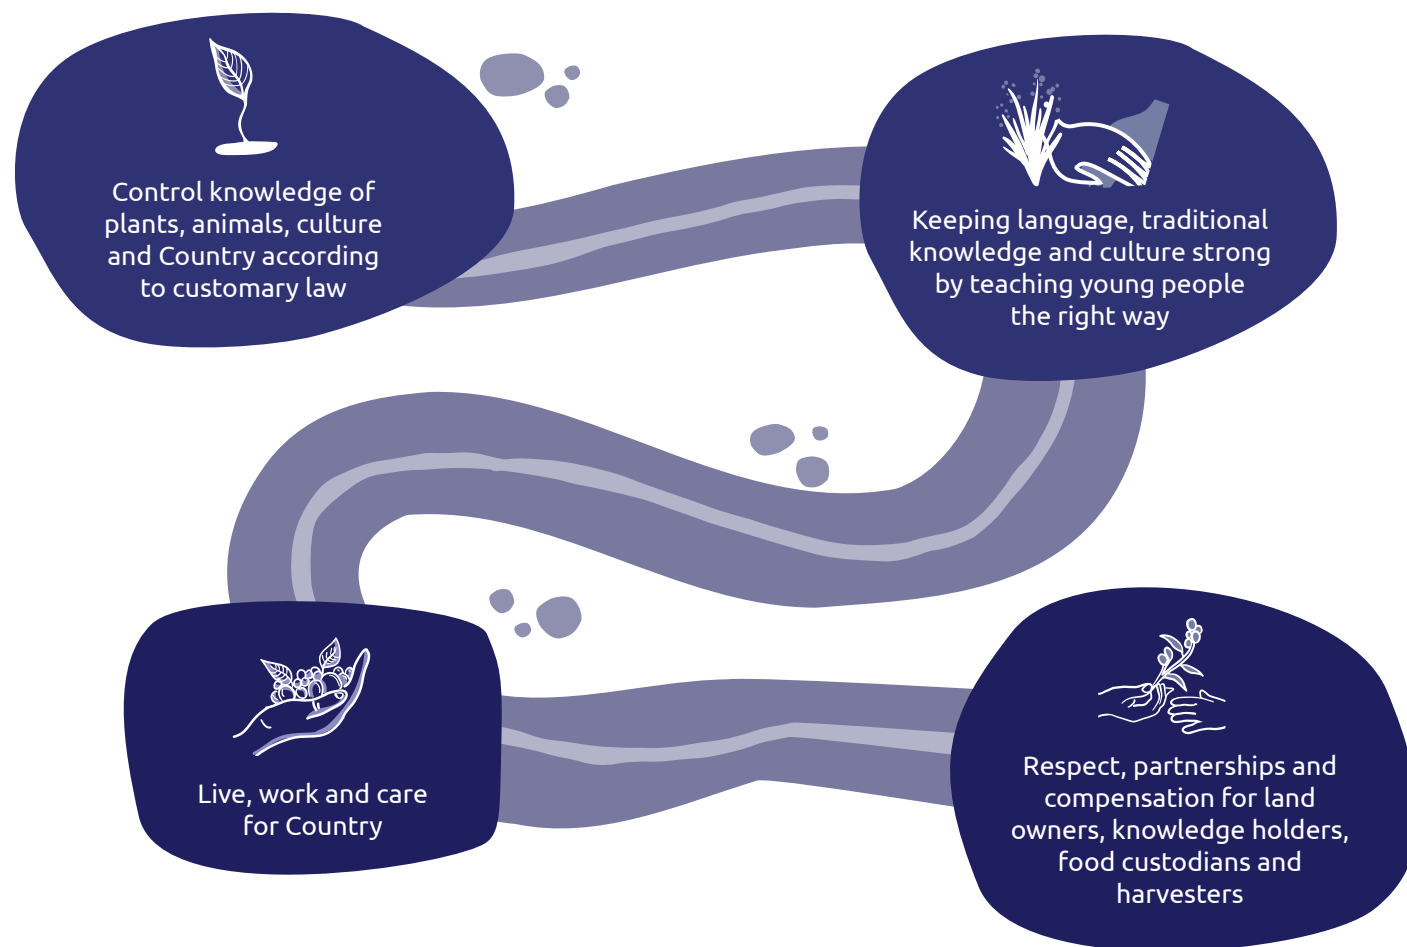 Control knowledge of
plants, animals, culture
and Country according
to customary law
Keeping language, traditional
knowledge and culture strong
by teaching young people
the right way
Live, work and care
for Country
Respect, partnerships and
compensation for land
owners, knowledge holders,
food custodians and
harvesters